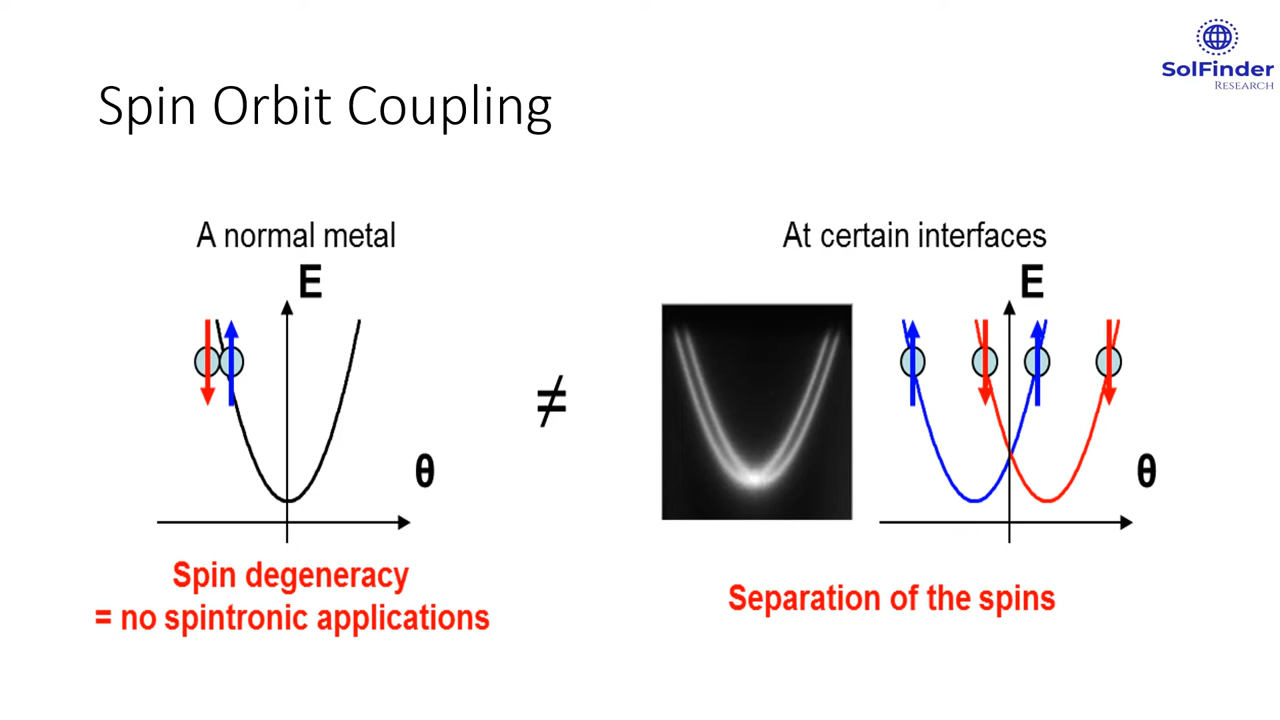 SolFinder
RESEARCH
Spin Orbit Coupling
A normal metal
E
θ
Spin degeneracy
= no spintronic applications
≠
At certain interfaces
E
θ
Separation of the spins